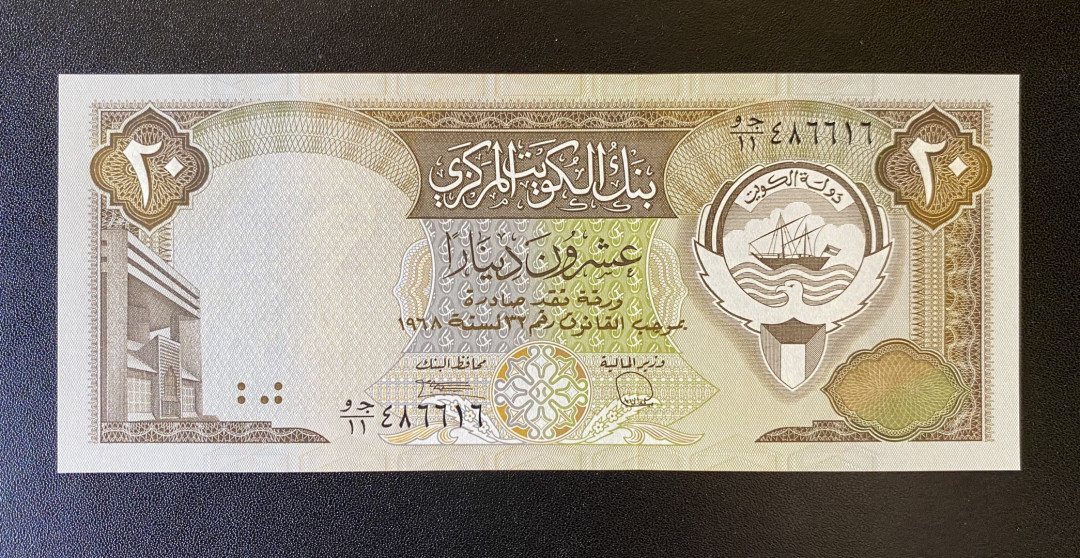 ٢٠
٢٠
جو/١١ ٤٨٦٦١٦
بنك الكويت المركزي
دولة الكويت
عشرون دينارا
ورقة نقد صادرة
بموجب القانون رقم ٣٢ لسنة ١٩٦٨
وزير المالية
محافظ البنك
جو/١١ ٤٨٦٦١٦